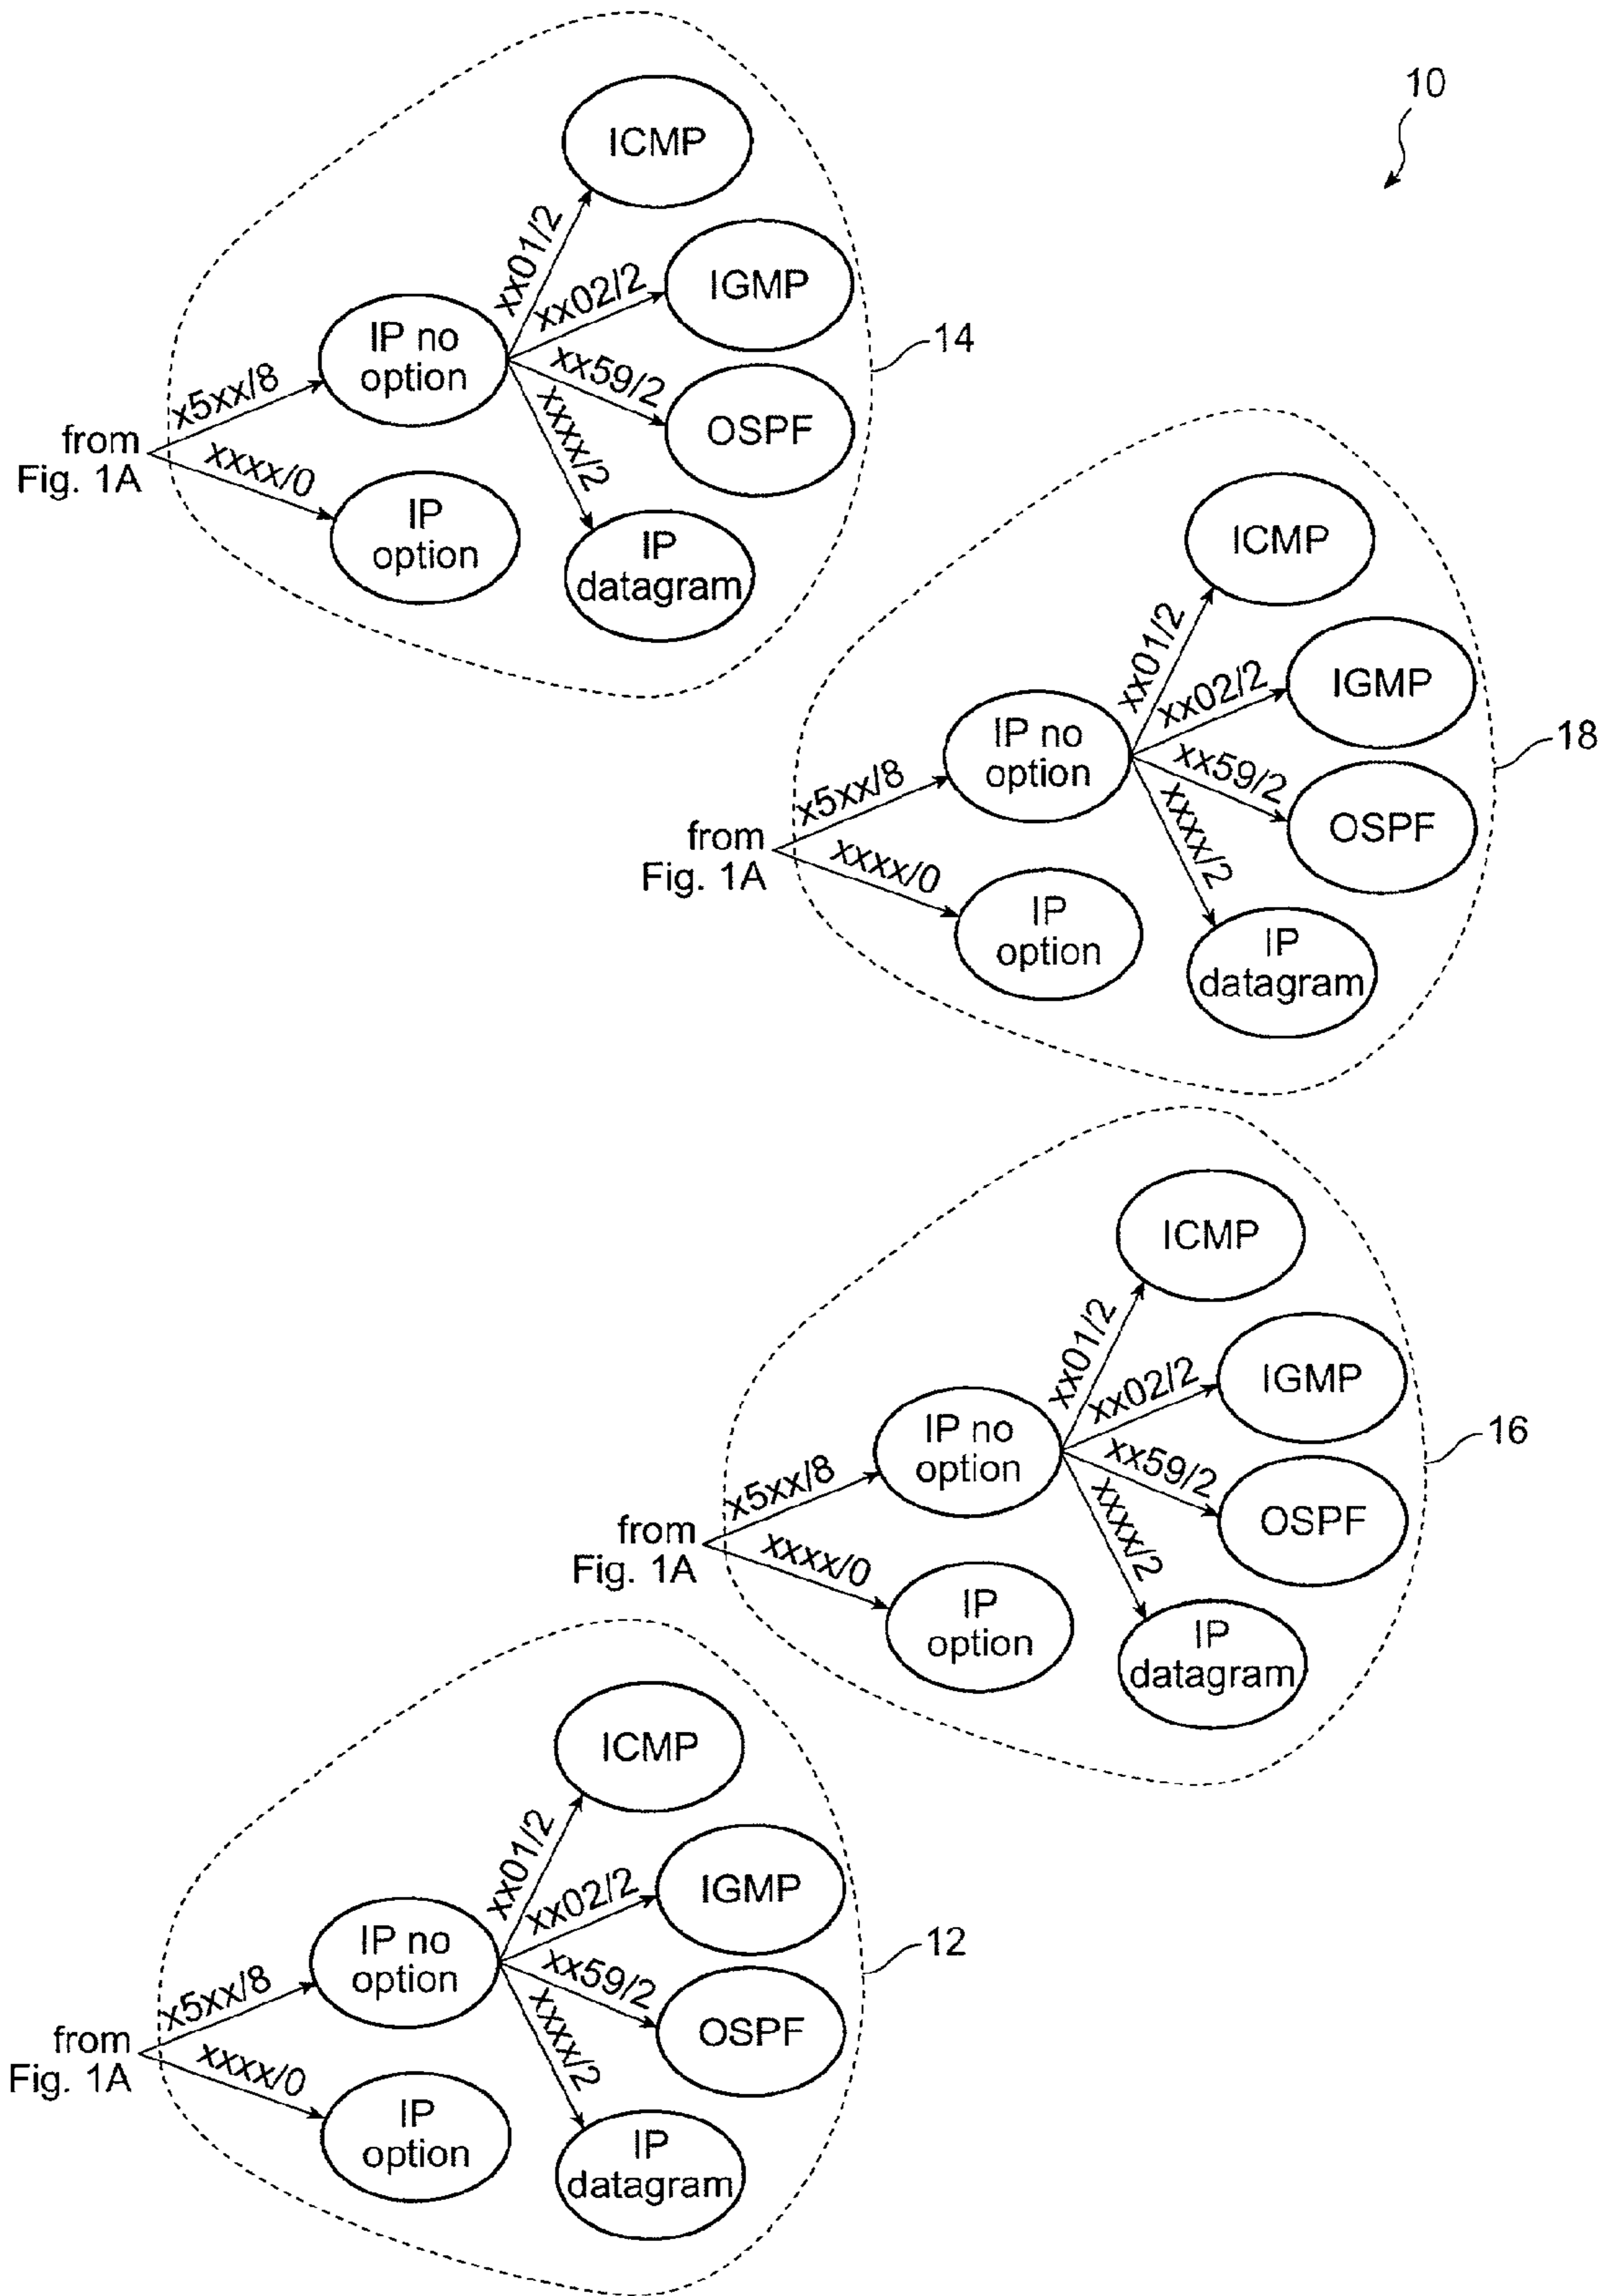 10
ICMP
xx01/2
IGMP
xx02/2
IP no
option
14
xx59/2
x5xx/8
OSPF
xxxx/2
from
Fig. 1A
xxxx/0
IP
option
IP
datagram
ICMP
xx01/2
IGMP
xx02/2
IP no
option
18
xx59/2
x5xx/8
OSPF
xxxx/2
from
Fig. 1A
xxxx/0
IP
option
IP
datagram
ICMP
xx01/2
IGMP
xx02/2
IP no
option
16
xx59/2
x5xx/8
OSPF
xxxx/2
from
Fig. 1A
xxxx/0
IP
option
IP
datagram
ICMP
xx01/2
IGMP
xx02/2
IP no
option
12
xx59/2
x5xx/8
OSPF
xxxx/2
from
Fig. 1A
xxxx/0
IP
option
IP
datagram